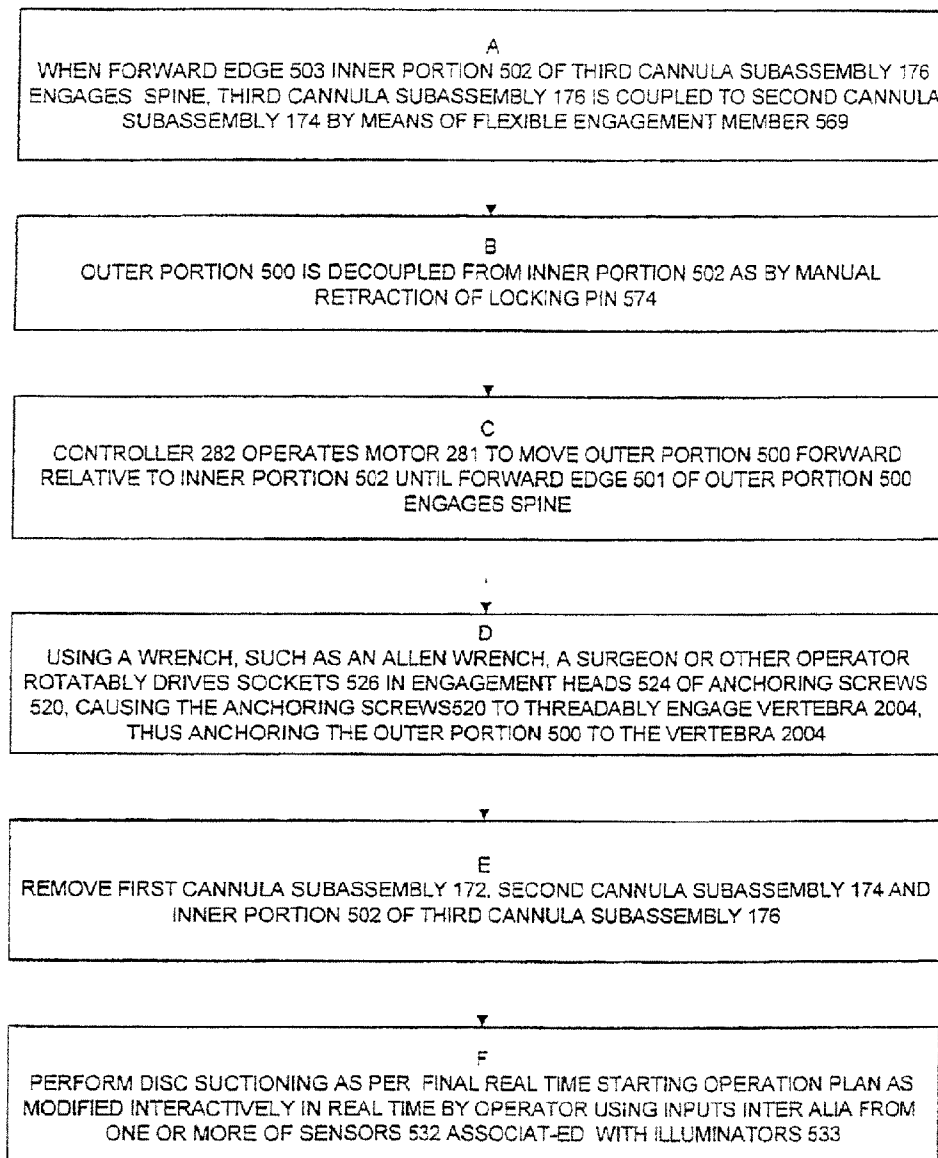 A
WHEN FORWARD EDGE 503 INNER PORTION 502 OF THIRD CANNULA SUBASSEMBLY 176
ENGAGES SPINE, THIRD CANNULA SUBASSEMBLY 176 IS COUPLED TO SECOND CANNULA
SUBASSEMBLY 174 BY MEANS OF FLEXIBLE ENGAGEMENT MEMBER 569
B
OUTER PORTION 500 IS DECOUPLED FROM INNER PORTION 502 AS BY MANUAL
RETRACTION OF LOCKING PIN 574
C
CONTROLLER 282 OPERATES MOTOR 281 TO MOVE OUTER PORTION 500 FORWARD
RELATIVE TO INNER PORTION 502 UNTIL FORWARD EDGE 501 OF OUTER PORTION 500
ENGAGES SPINE
D
USING A WRENCH, SUCH AS AN ALLEN WRENCH, A SURGEON OR OTHER OPERATOR
ROTATABLY DRIVES SOCKETS 526 IN ENGAGEMENT HEADS 524 OF ANCHORING SCREWS
520, CAUSING THE ANCHORING SCREWS520 TO THREADABLY ENGAGE VERTEBRA 2004,
THUS ANCHORING THE OUTER PORTION 500 TO THE VERTEBRA 2004
E
REMOVE FIRST CANNULA SUBASSEMBLY 172, SECOND CANNULA SUBASSEMBLY 174 AND
INNER PORTION 502 OF THIRD CANNULA SUBASSEMBLY 176
F
PERFORM DISC SUCTIONING AS PER FINAL REAL TIME STARTING OPERATION PLAN AS
MODIFIED INTERACTIVELY IN REAL TIME BY OPERATOR USING INPUTS INTER ALIA FROM
ONE OR MORE OF SENSORS 532 ASSOCIAT-ED WITH ILLUMINATORS 533